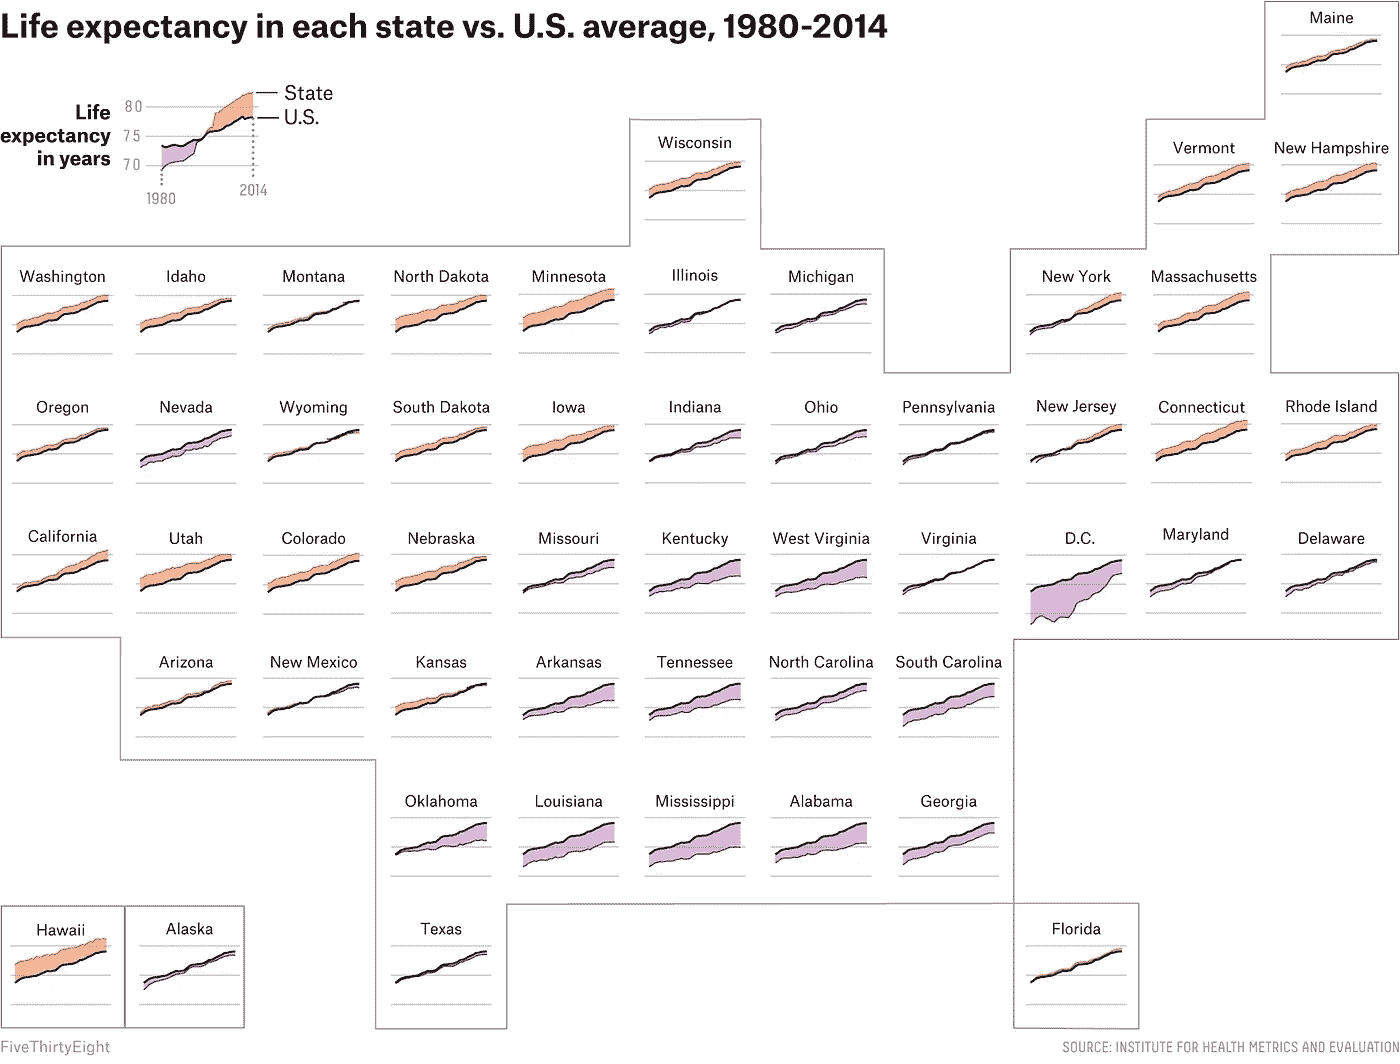 Life expectancy in each state vs. U.S. average, 1980-2014
Life
expectancy
in years
80
75
70
State
U.S.
1980
2014
Maine
Wisconsin
Vermont
New Hampshire
Washington
Idaho
Montana
North Dakota
Minnesota
Illinois
Michigan
New York
Massachusetts
Oregon
Nevada
Wyoming
South Dakota
Iowa
Indiana
Ohio
Pennsylvania
New Jersey
Connecticut
Rhode Island
California
Utah
Colorado
Nebraska
Missouri
Kentucky
West Virginia
Virginia
D.C.
Maryland
Delaware
Arizona
New Mexico
Kansas
Arkansas
Tennessee
North Carolina
South Carolina
Oklahoma
Louisiana
Mississippi
Alabama
Georgia
Hawaii
Alaska
Texas
Florida
FiveThirtyEight
SOURCE: INSTITUTE FOR HEALTH METRICS AND EVALUATION